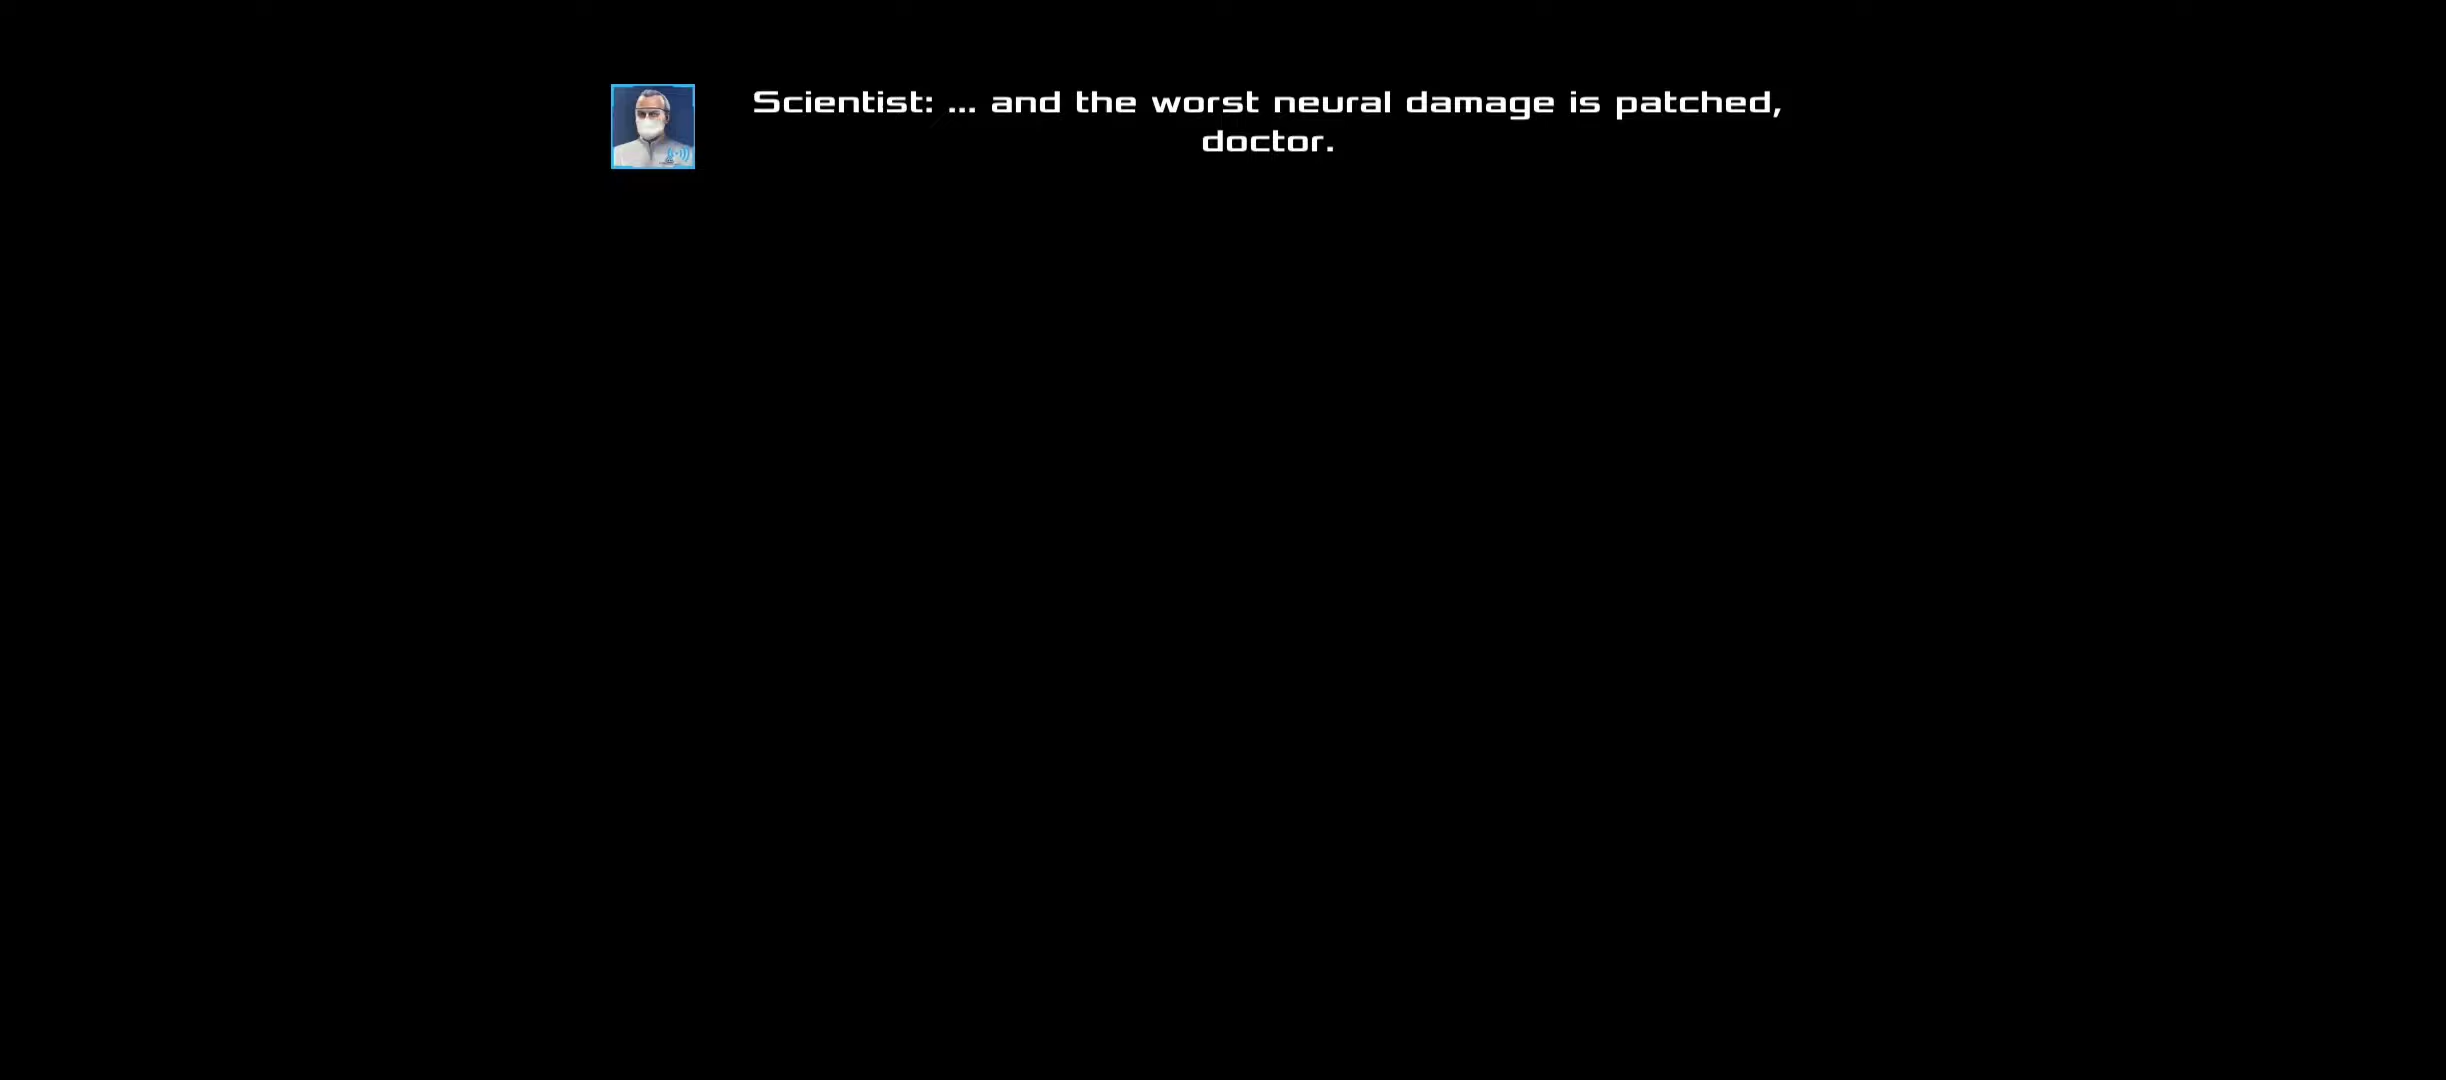 Scientist: ... and the worst neural damage is patched,
doctor.